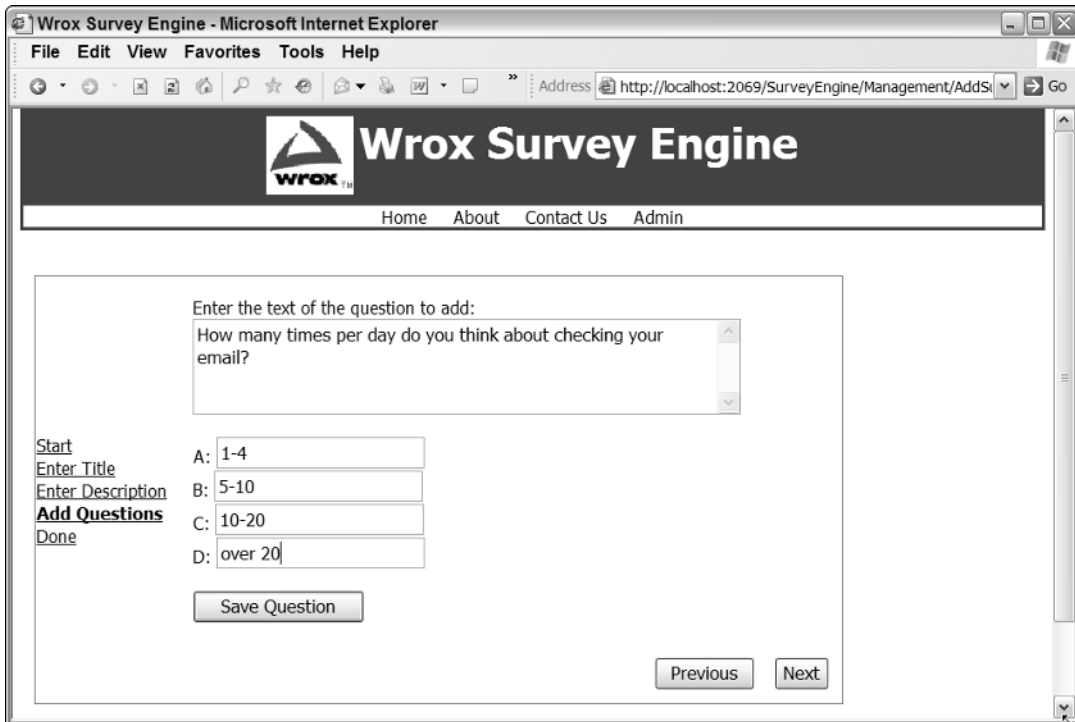 Wrox Survey Engine - Microsoft Internet Explorer
File Edit View Favorites Tools Help
Address http://localhost:2069/SurveyEngine/Management/AddSu Go
wrox TM Wrox Survey Engine
Home About Contact Us Admin
Enter the text of the question to add:
How many times per day do you think about checking your
email?
Start
Enter Title
Enter Description
Add Questions
Done
A: 1-4
B: 5-10
C: 10-20
D: over 20
Save Question
Previous Next